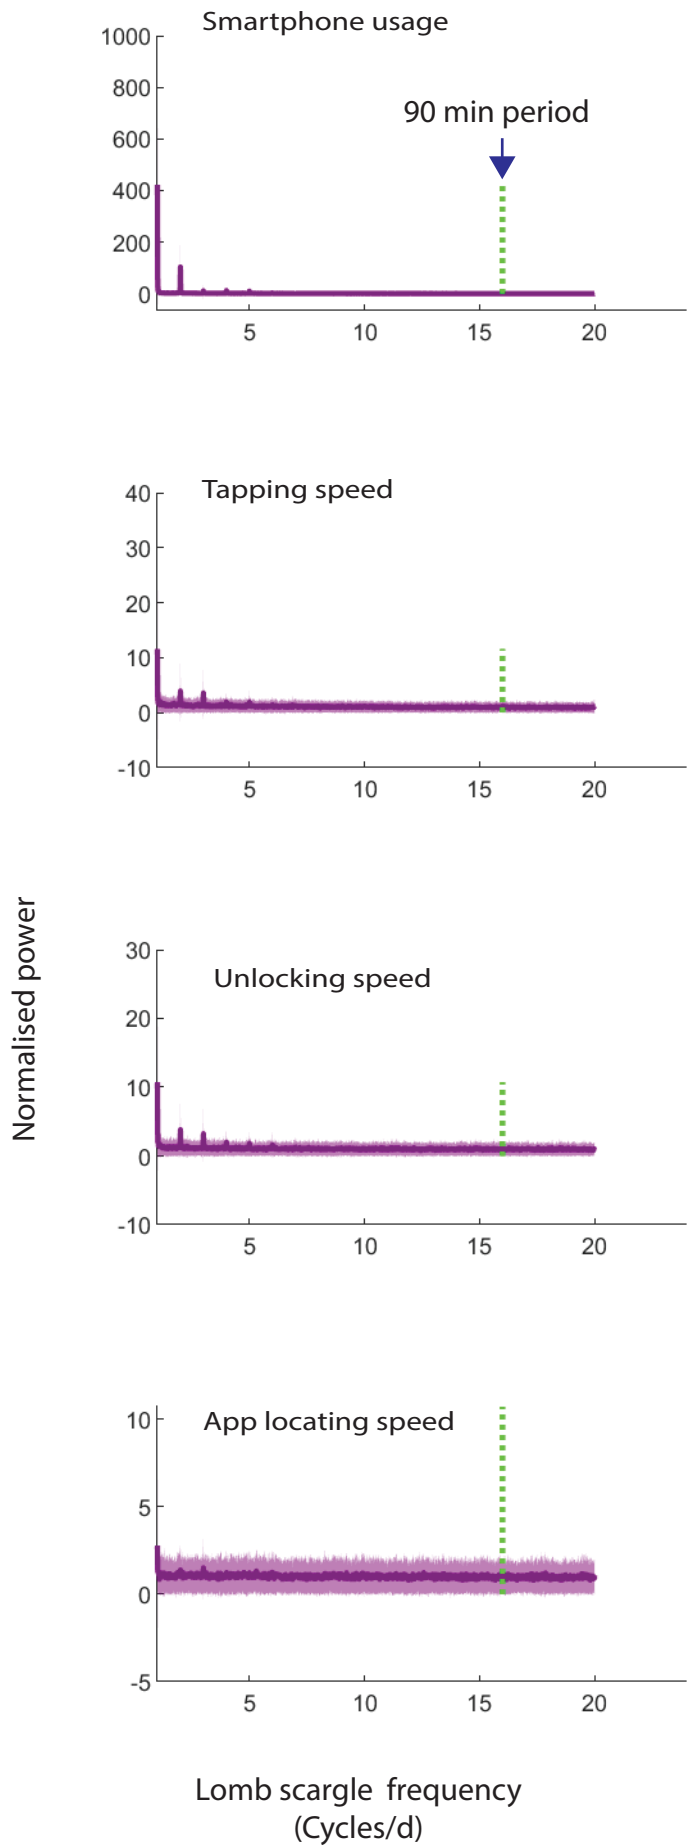 Smartphone usage
1000
800
600
400
200
0
90 min period
5 10 15 20
Tapping speed
40
30
20
10
0
-10
5 10 15 20
Normalised power
Unlocking speed
30
20
10
0
-10
5 10 15 20
App locating speed
10
5
0
-5
5 10 15 20
Lomb scargle frequency
(Cycles/d)